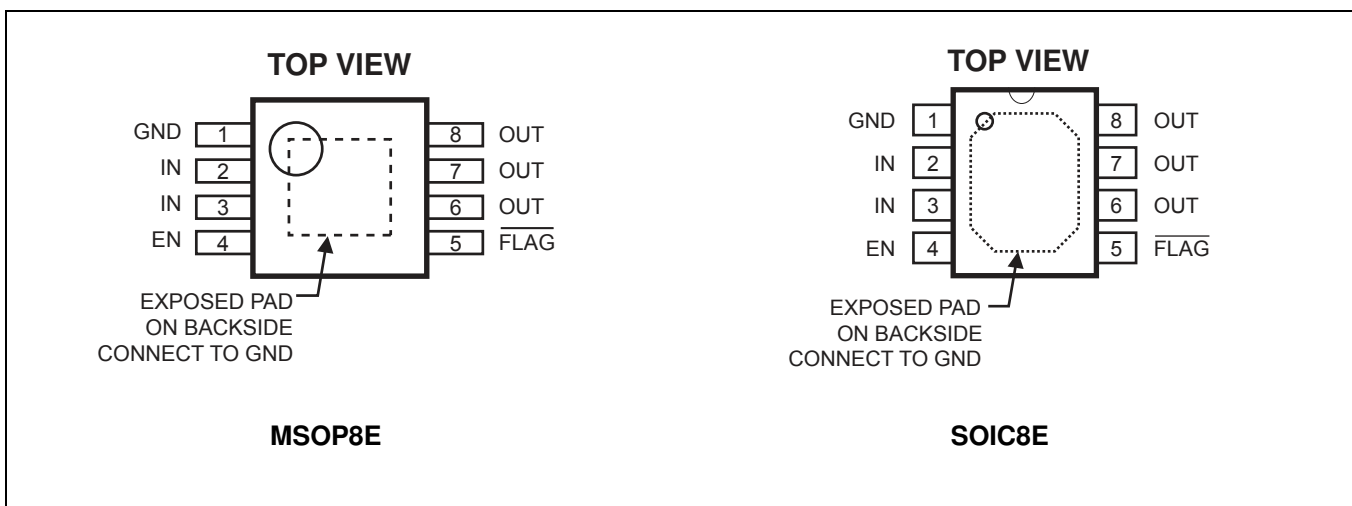 TOP VIEW
GND 1
IN 2
IN 3
EN 4
8 OUT
7 OUT
6 OUT
5 FLAG
EXPOSED PAD
ON BACKSIDE
CONNECT TO GND
MSOP8E
TOP VIEW
GND 1
IN 2
IN 3
EN 4
8 OUT
7 OUT
6 OUT
5 FLAG
EXPOSED PAD
ON BACKSIDE
CONNECT TO GND
SOIC8E